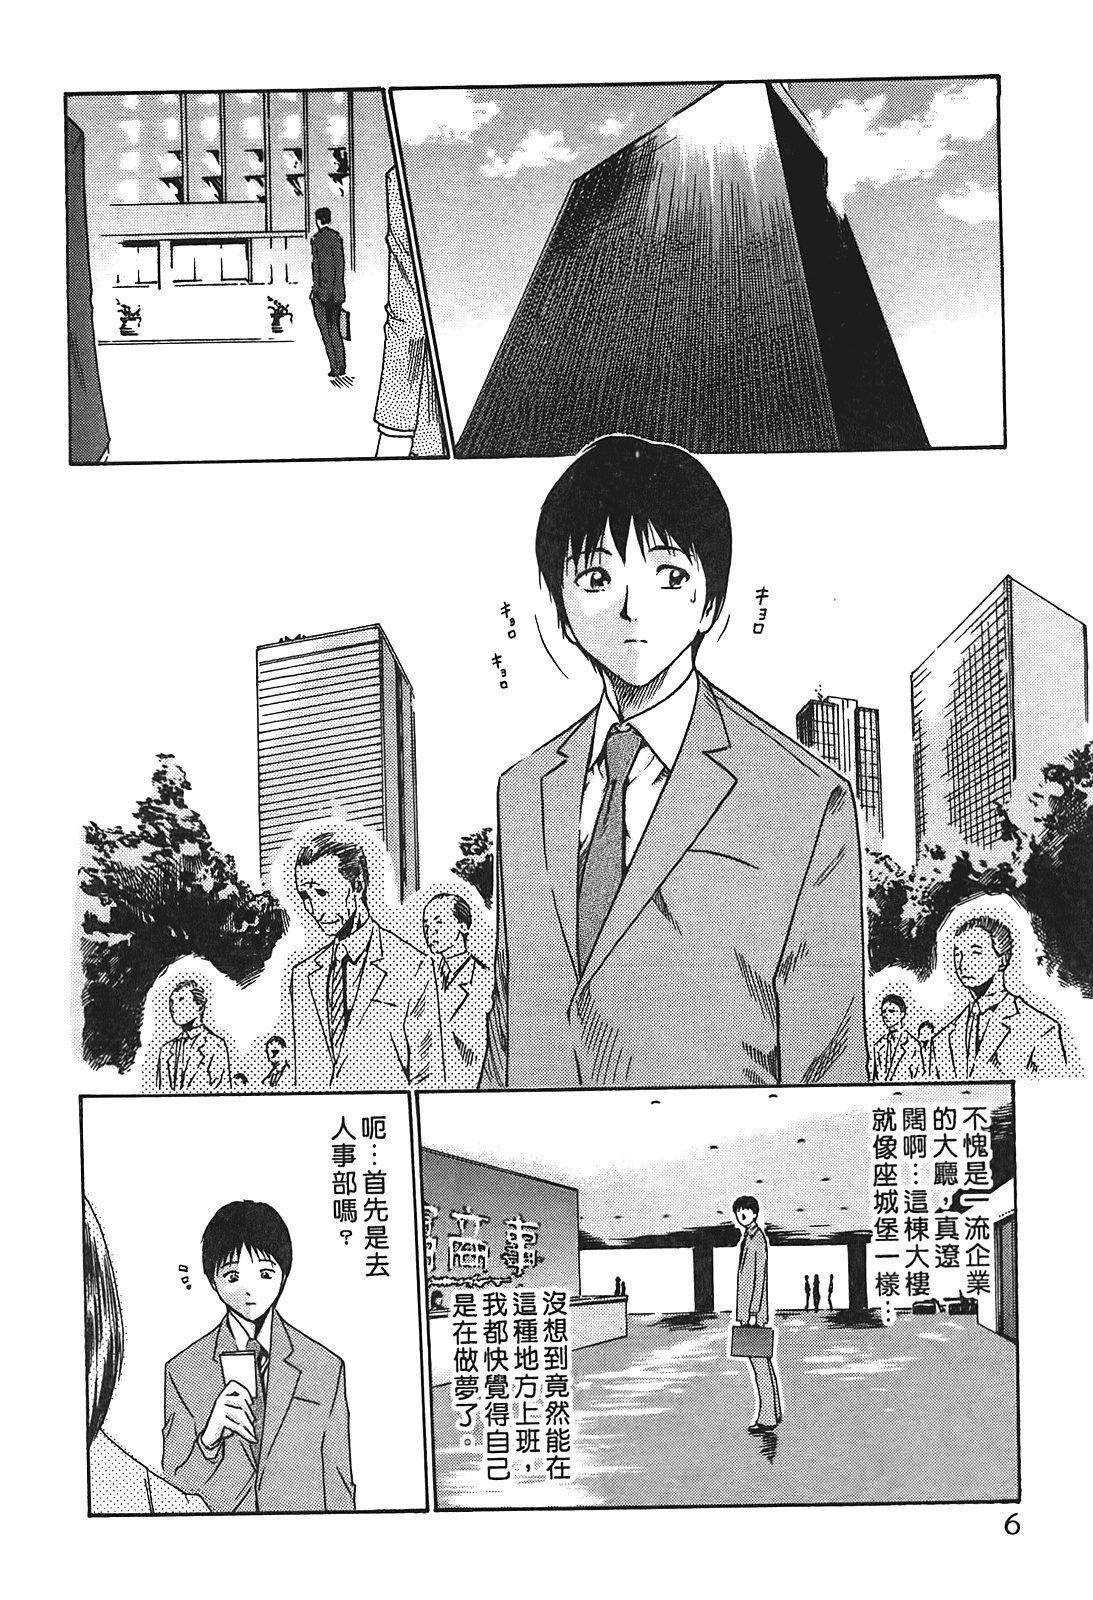 キョロ
キョロ
キョロ
不愧是一流企業
的大廳，真遼
闊啊…這棟大樓
就像座城堡一樣…
商事
沒想到竟然能在
這種地方上班，
我都快覺得自己
是在做夢了。
呃…首先是去
人事部嗎？
6